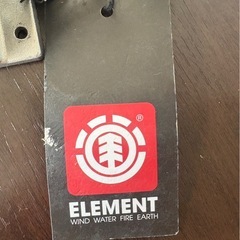 ®
ELEMENT
WIND WATER FIRE EARTH